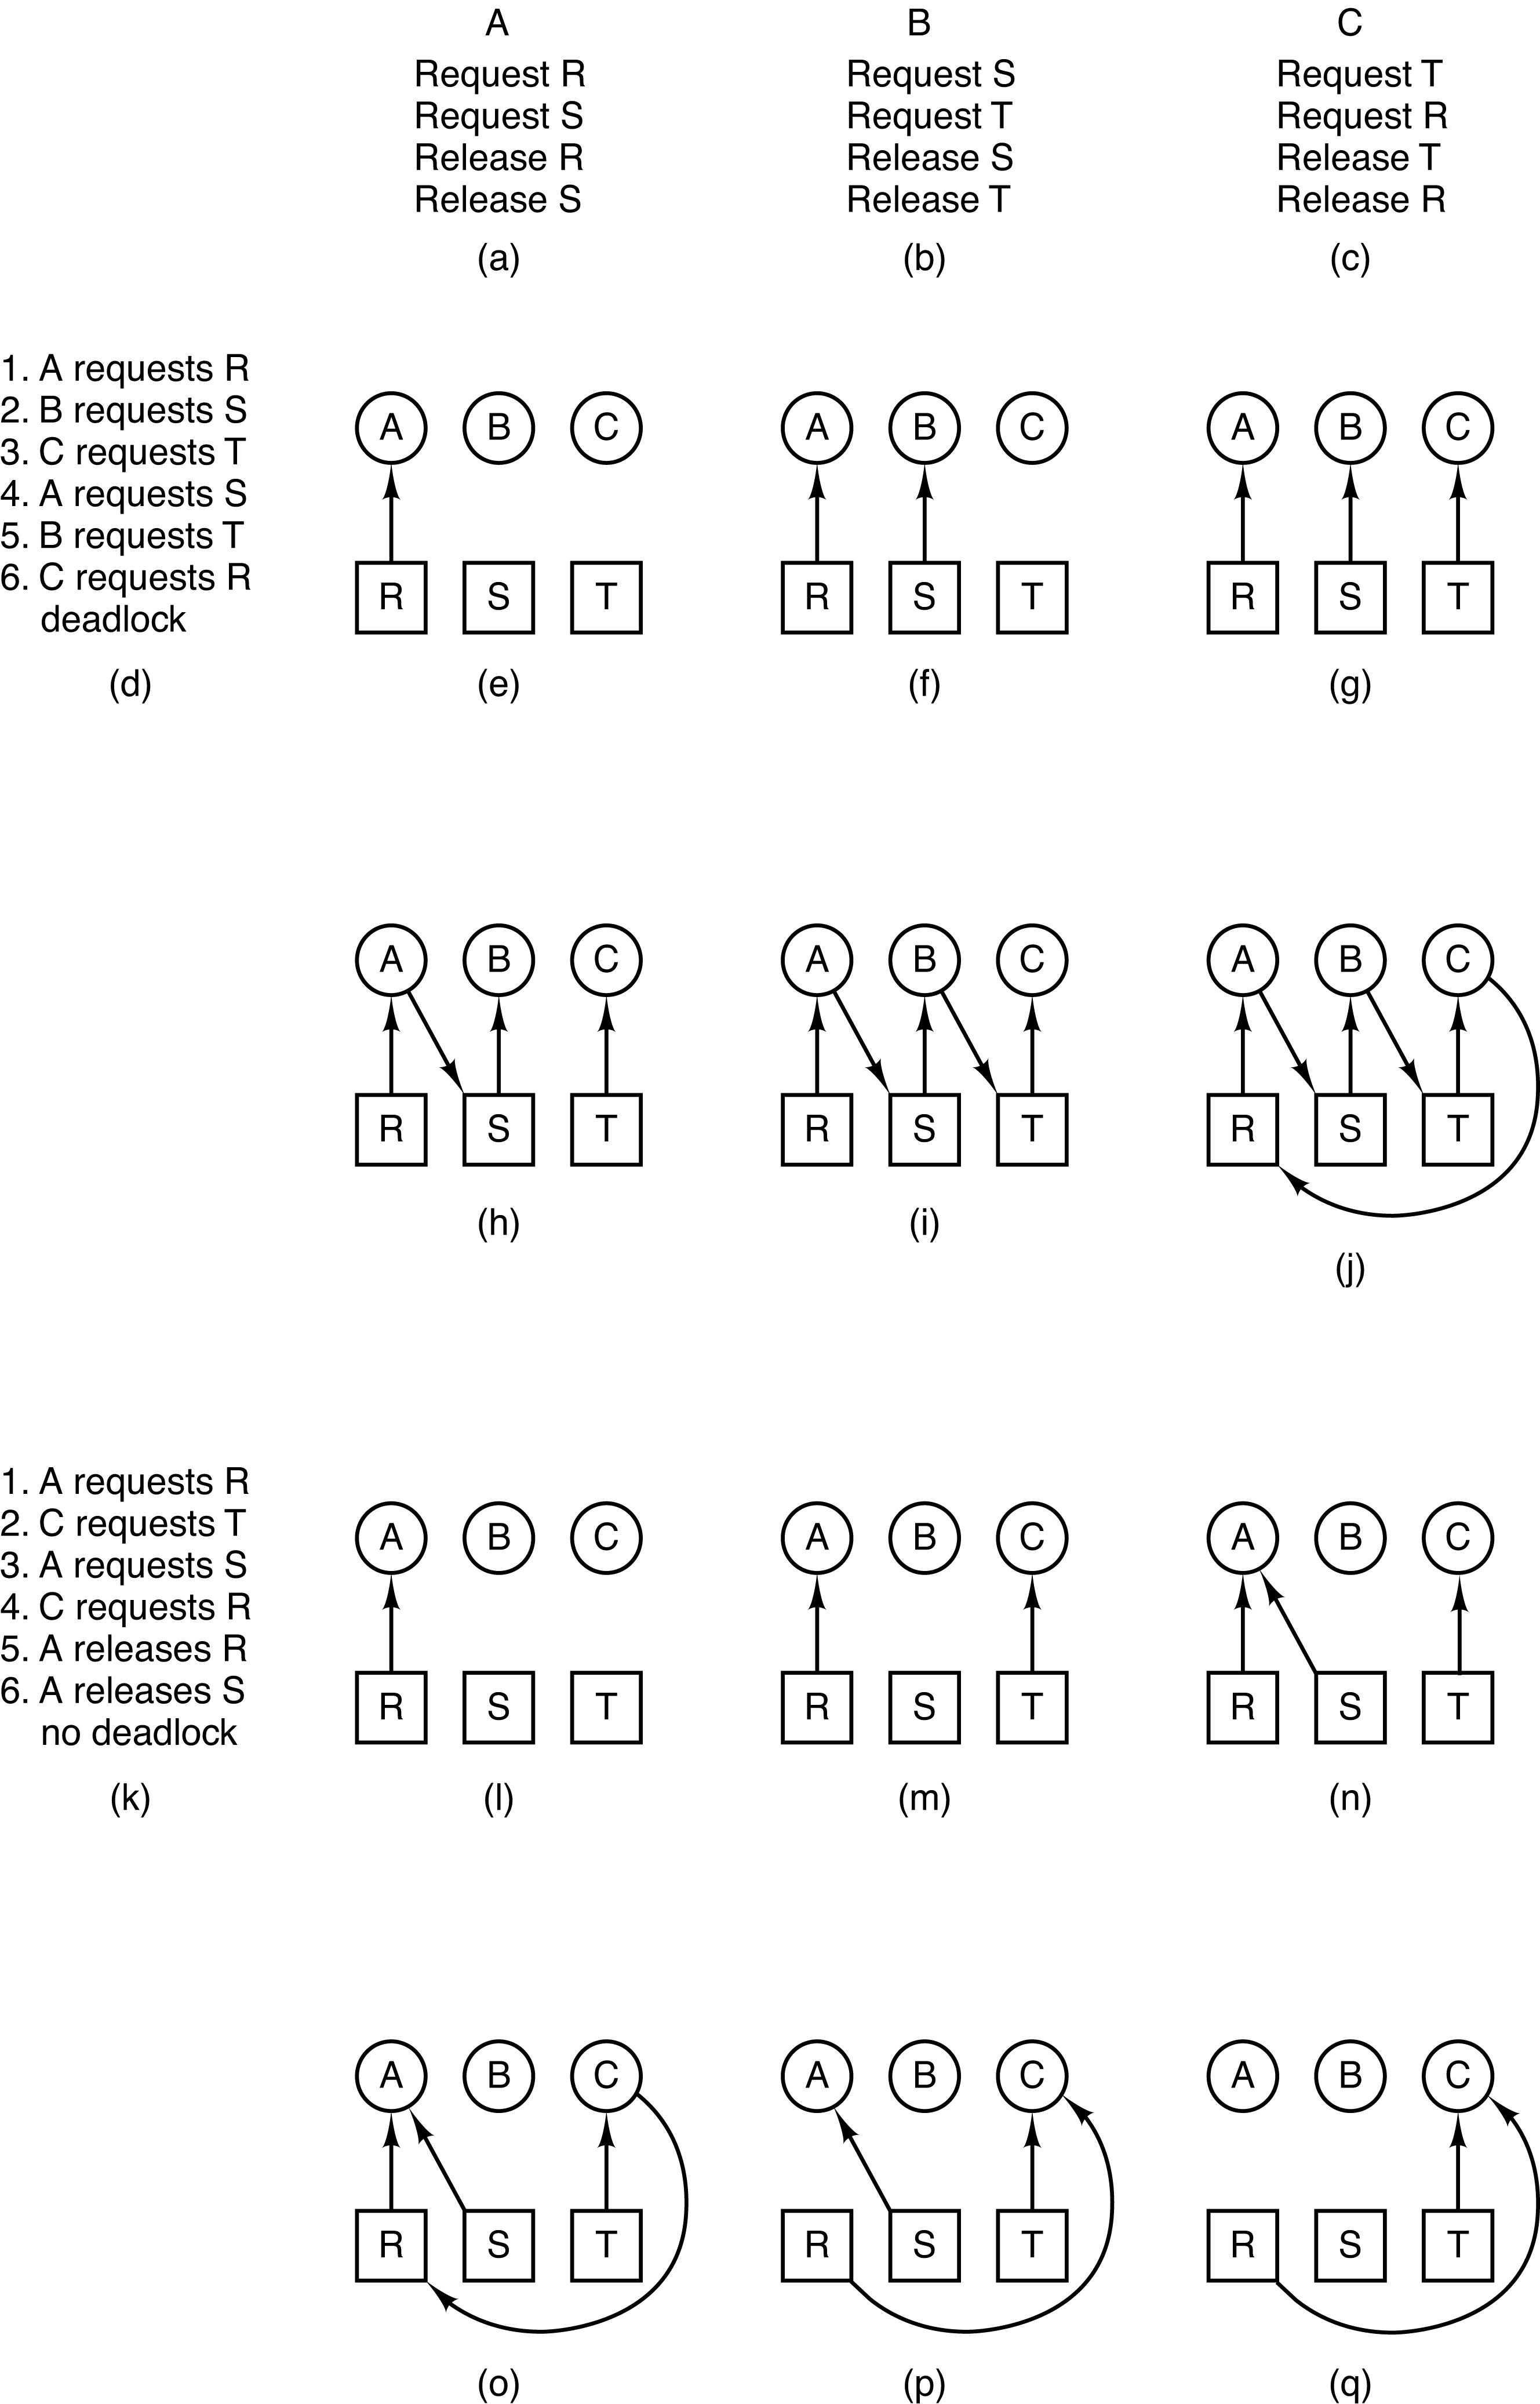 A B C
Request R Request S Request T
Request S Request T Request R
Release R Release S Release T
Release S Release T Release R
(a) (b) (c)
1. A requests R
2. B requests S
3. C requests T
4. A requests S
5. B requests T
6. C requests R
deadlock
(d)
A B C
R S T
(e)
A B C
R S T
(f)
A B C
R S T
(g)
A B C
R S T
(h)
A B C
R S T
(i)
A B C
R S T
(j)
1. A requests R
2. C requests T
3. A requests S
4. C requests R
5. A releases R
6. A releases S
no deadlock
(k)
A B C
R S T
(l)
A B C
R S T
(m)
A B C
R S T
(n)
A B C
R S T
(o)
A B C
R S T
(p)
A B C
R S T
(q)